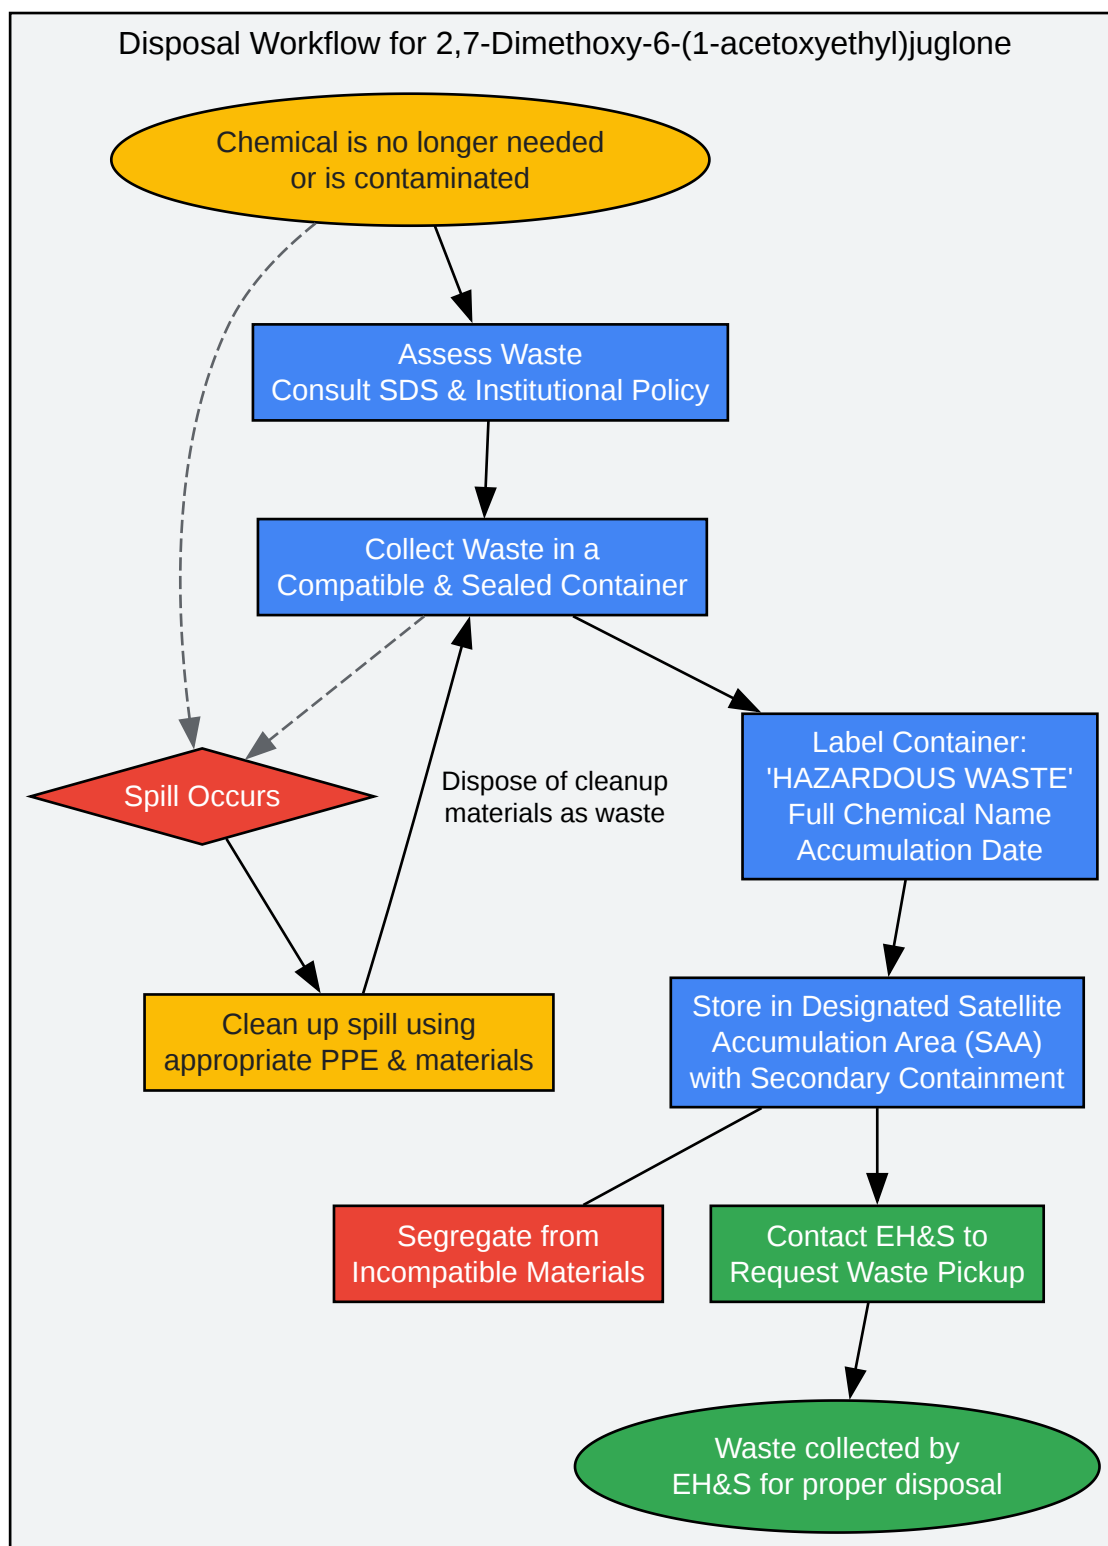 Disposal Workflow for 2,7-Dimethoxy-6-(1-acetoxyethyl)juglone
Chemical is no longer needed
or is contaminated
Assess Waste
Consult SDS & Institutional Policy
Collect Waste in a
Compatible & Sealed Container
Spill Occurs
Dispose of cleanup
materials as waste
Label Container:
'HAZARDOUS WASTE'
Full Chemical Name
Accumulation Date
Clean up spill using
appropriate PPE & materials
Store in Designated Satellite
Accumulation Area (SAA)
with Secondary Containment
Segregate from
Incompatible Materials
Contact EH&S to
Request Waste Pickup
Waste collected by
EH&S for proper disposal